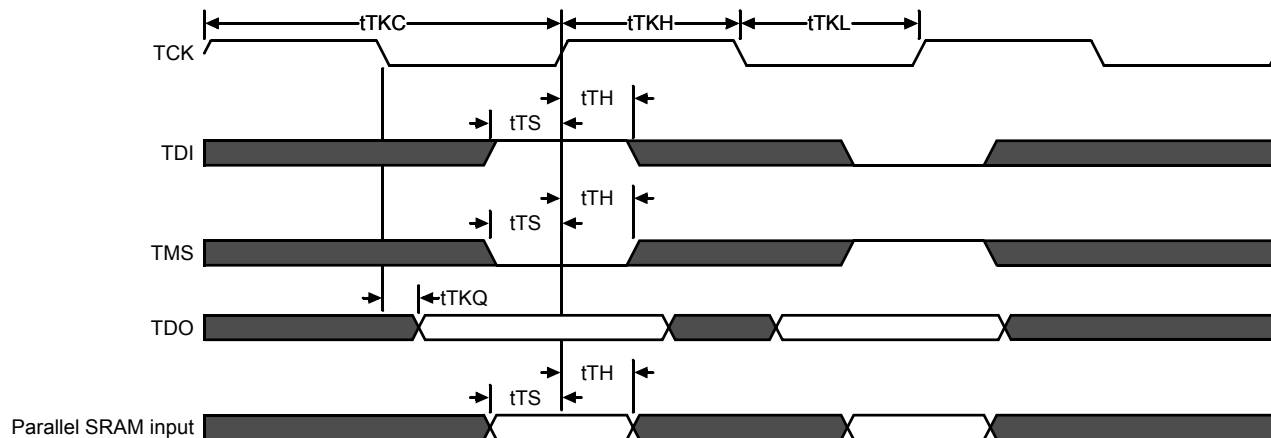 tTKC tTKH tTKL
TCK
tTH
tTS
TDI
tTH
tTS
TMS
tTKQ
TDO
tTH
tTS
Parallel SRAM input